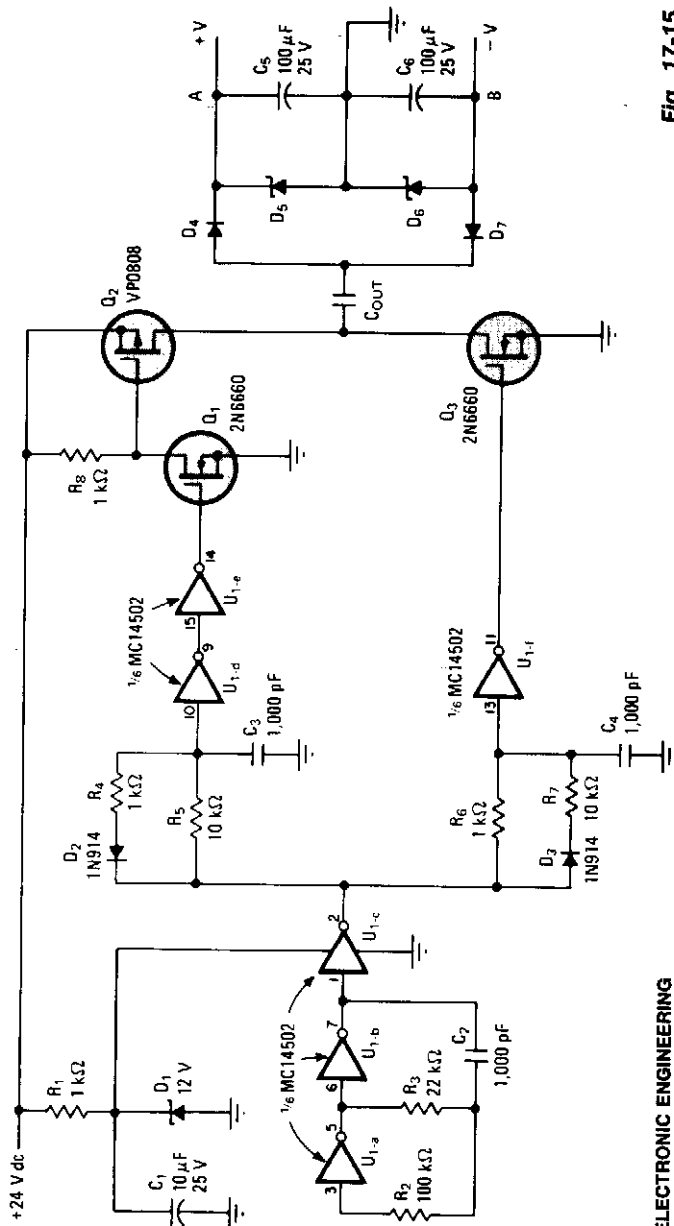 +24 V dc
R1
1 kΩ
C1
10 μF
25 V
D1
12 V
1/6 MC14502
3
5
U1-a
6
7
U1-b
1
2
U1-c
R2
100 kΩ
R3
22 kΩ
C2
1,000 pF
D2
1N914
R4
1 kΩ
R5
10 kΩ
C3
1,000 pF
1/6 MC14502
10
9
U1-d
15
14
U1-e
R8
1 kΩ
Q1
2N6660
Q2
VP0808
R6
1 kΩ
D3
1N914
R7
10 kΩ
C4
1,000 pF
1/6 MC14502
13
11
U1-f
Q3
2N6660
COUT
D4
D5
D6
D7
A
+V
C5
100 μF
25 V
C6
100 μF
25 V
B
−V
ELECTRONIC ENGINEERING
Fig. 17-15